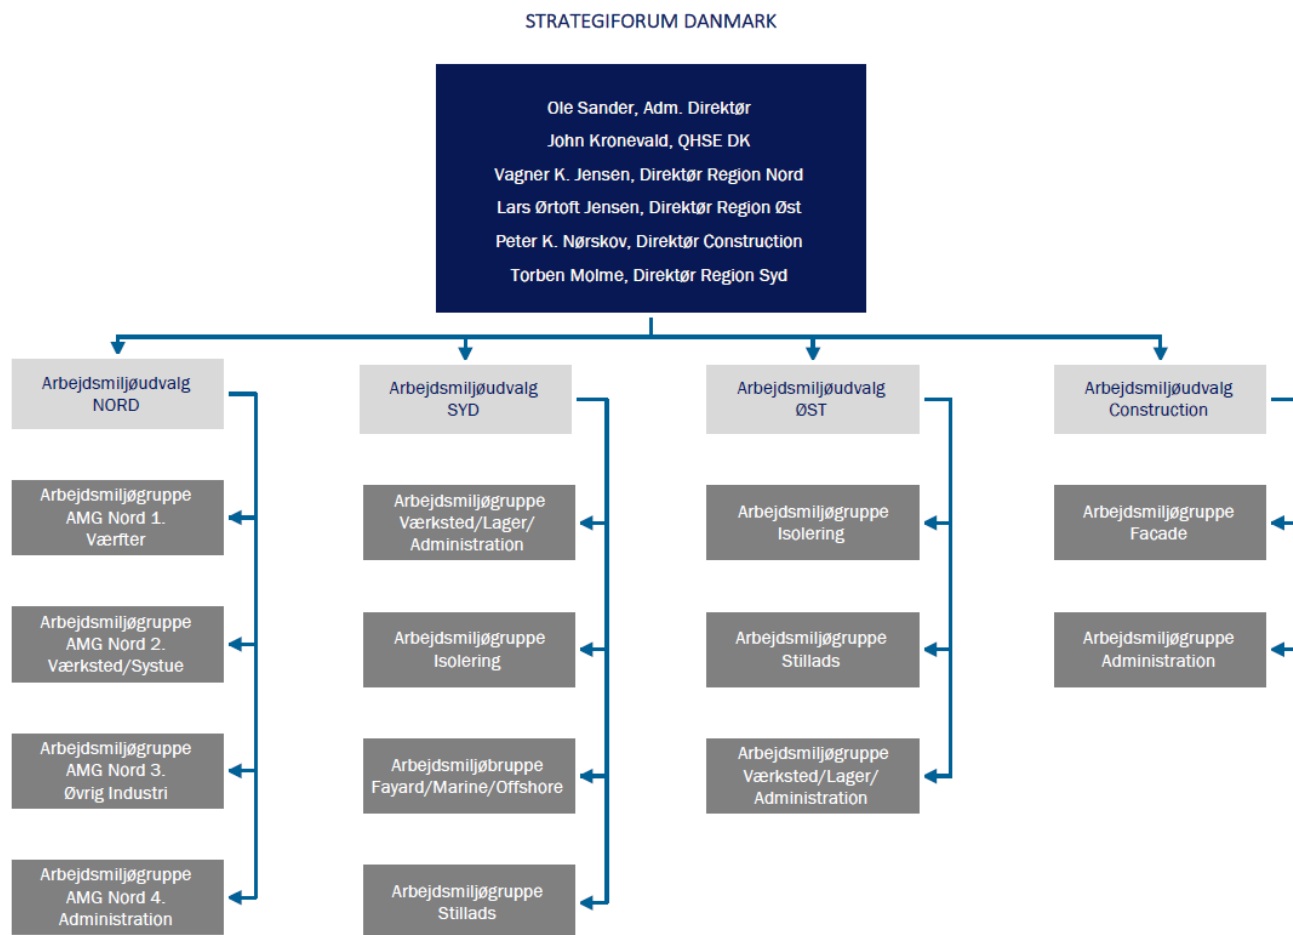 STRATEGIFORUM DANMARK
Ole Sander, Adm. Direktør
John Kronevald, QHSE DK
Vagner K. Jensen, Direktør Region Nord
Lars Ørtoft Jensen, Direktør Region Øst
Peter K. Nørskov, Direktør Construction
Torben Molme, Direktør Region Syd
Arbejdsmiljøudvalg
NORD
Arbejdsmiljøgruppe
AMG Nord 1.
Værfter
Arbejdsmiljøgruppe
AMG Nord 2.
Værksted/Systue
Arbejdsmiljøgruppe
AMG Nord 3.
Øvrig Industri
Arbejdsmiljøgruppe
AMG Nord 4.
Administration
Arbejdsmiljøudvalg
SYD
Arbejdsmiljøgruppe
Værksted/Lager/
Administration
Arbejdsmiljøgruppe
Isolering
Arbejdsmiljøbruppe
Fayard/Marine/Offshore
Arbejdsmiljøgruppe
Stillads
Arbejdsmiljøudvalg
ØST
Arbejdsmiljøgruppe
Isolering
Arbejdsmiljøgruppe
Stillads
Arbejdsmiljøgruppe
Værksted/Lager/
Administration
Arbejdsmiljøudvalg
Construction
Arbejdsmiljøgruppe
Facade
Arbejdsmiljøgruppe
Administration